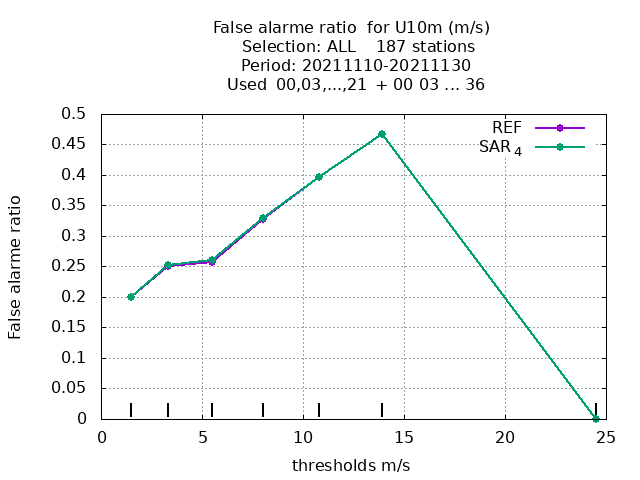 False alarme ratio  for U10m (m/s)
Selection: ALL    187 stations
Period: 20211110-20211130
Used  00,03,...,21  + 00 03 ... 36
0.5
0.45
0.4
0.35
0.3
0.25
0.2
0.15
0.1
0.05
0
False alarme ratio
REF
SAR4
0 5 10 15 20 25
thresholds m/s